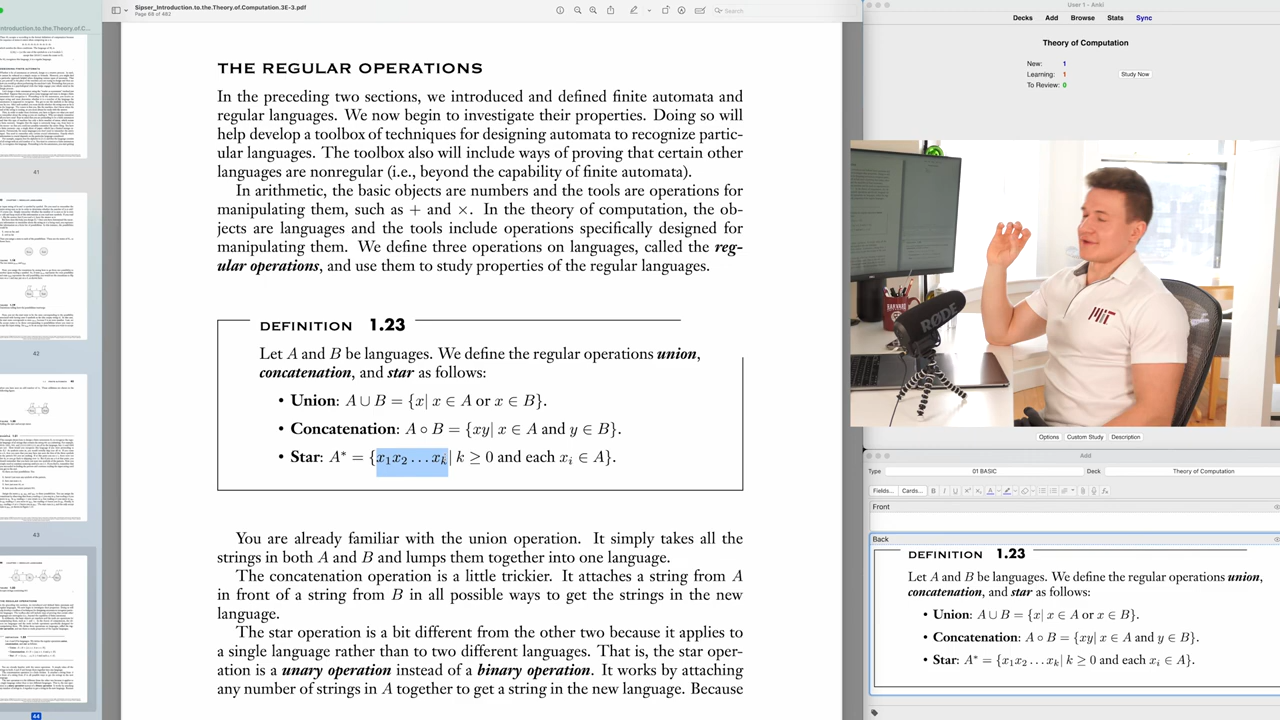 Sipser_Introduction.to.the.Theory.of.Computation.3E-3.pdf
Page 68 of 482
Search
ntroduction.to.the.Theory.of.C...
41
42
43
44
THE REGULAR OPERAT
In the preceding two sections, we introduced and defined finite automata and
regular languages. We now begin to investigate their properties. Doing so will
help develop a toolbox of techniques for designing automata to recognize partic-
ular languages. The toolbox also will include ways of proving that certain other
languages are nonregular (i.e., beyond the capability of finite automata).
In arithmetic, the basic objects are numbers and the tools are operations for
manipulating them, such as + and ×. In the theory of computation, the ob-
jects are languages and the tools include operations specifically designed for
manipulating them. We define three operations on languages, called the reg-
ular operations, and use them to study properties of the regular languages.
DEFINITION 1.23
Let A and B be languages. We define the regular operations union,
concatenation, and star as follows:
• Union: A ∪ B = {x| x ∈ A or x ∈ B}.
• Concatenation: A ∘ B = {xy| x ∈ A and y ∈ B}.
• Star: = {x₁x₂ . . . and each xᵢ ∈ A}.
You are already familiar with the union operation. It simply takes all the
strings in both A and B and lumps them together into one language.
The concatenation operation is a little trickier. It attaches a string from A
in front of a string from B in all possible ways to get the strings in the new
language.
The star operation is a bit different from the other two because it applies to
a single language rather than to two different languages. That is, the star oper-
ation is a unary operation instead of a binary operation. It works by attaching
any number of strings in A together to get a string in the new language. Because
User 1 - Anki
Decks Add Browse Stats Sync
Theory of Computation
New: 1
Learning: 1
To Review: 0
Study Now
HARVARD
MIT
Options Custom Study Description
Add
Type 01 BASIC Deck Theory of Computation
Fields... Cards... B I U
Front
Back
DEFINITION 1.23
Let A and B be languages. We define the regular operations union,
concatenation, and star as follows:
Union: A ∪ B = {x| x ∈ A or x ∈ B}.
Concatenation: A ∘ B = {xy| x ∈ A and y ∈ B}.
Star: A* = {x₁x₂ . . . xₖ| k ≥ 0 and each